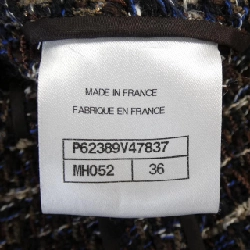 MADE IN FRANCE
FABRIQUE EN FRANCE
P62389V47837
MH052 36